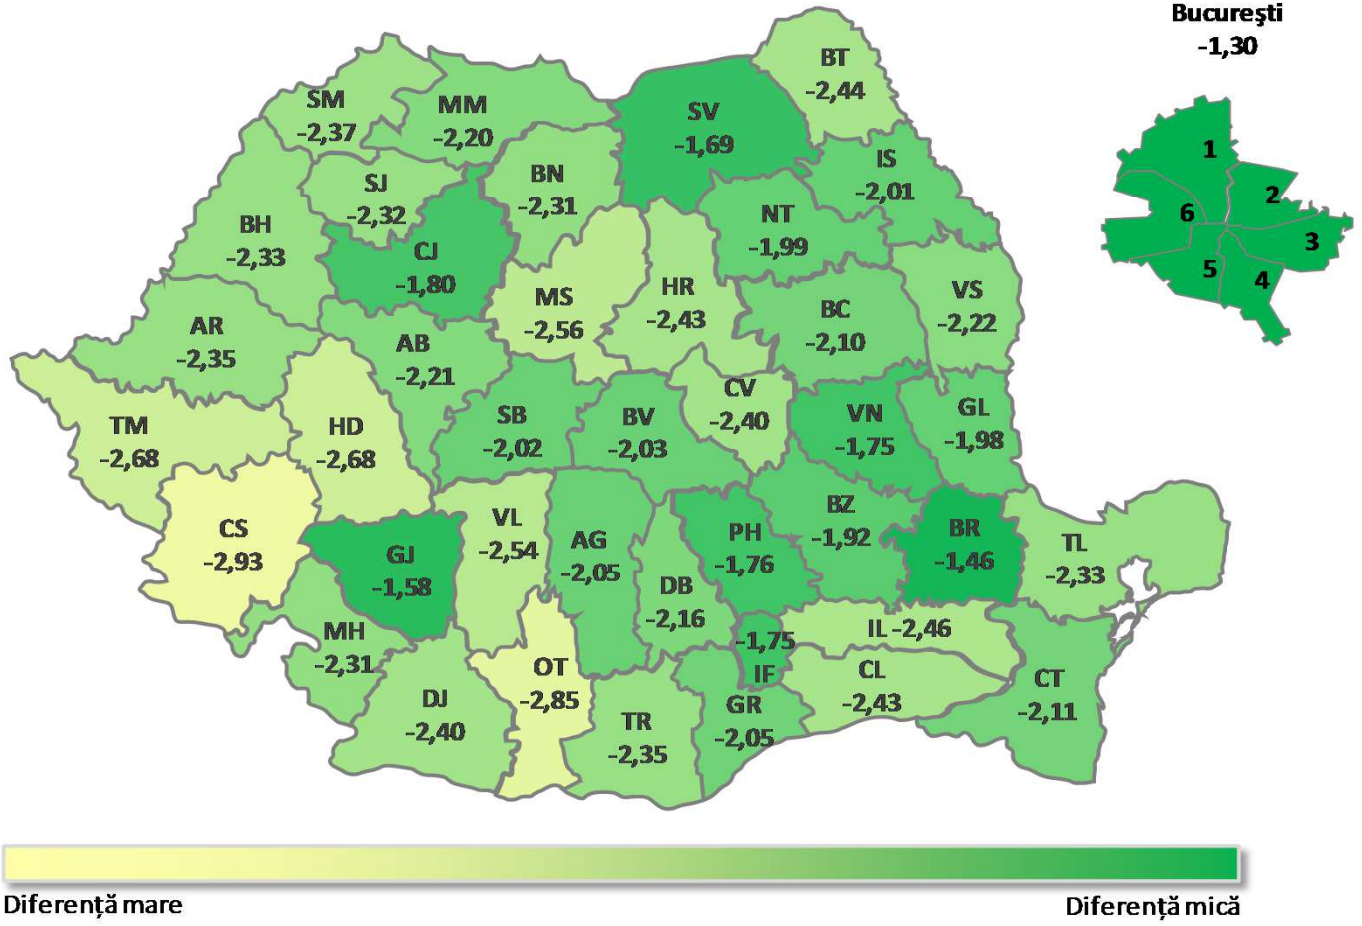 Bucureşti
-1,30
BT
-2,44
SM
-2,37
MM
-2,20
SV
-1,69
1
IS
-2,01
BN
-2,31
SJ
-2,32
2
NT
-1,99
6
3
BH
-2,33
CJ
-1,80
5
4
MS
-2,56
HR
-2,43
BC
-2,10
VS
-2,22
AR
-2,35
AB
-2,21
CV
-2,40
TM
-2,68
HD
-2,68
SB
-2,02
BV
-2,03
VN
-1,75
GL
-1,98
CS
-2,93
GJ
-1,58
VL
-2,54
AG
-2,05
PH
-1,76
BZ
-1,92
BR
-1,46
TL
-2,33
DB
-2,16
MH
-2,31
-1,75
IF
IL -2,46
OT
-2,85
CL
-2,43
CT
-2,11
DJ
-2,40
TR
-2,35
GR
-2,05
Diferență mare
Diferență mică